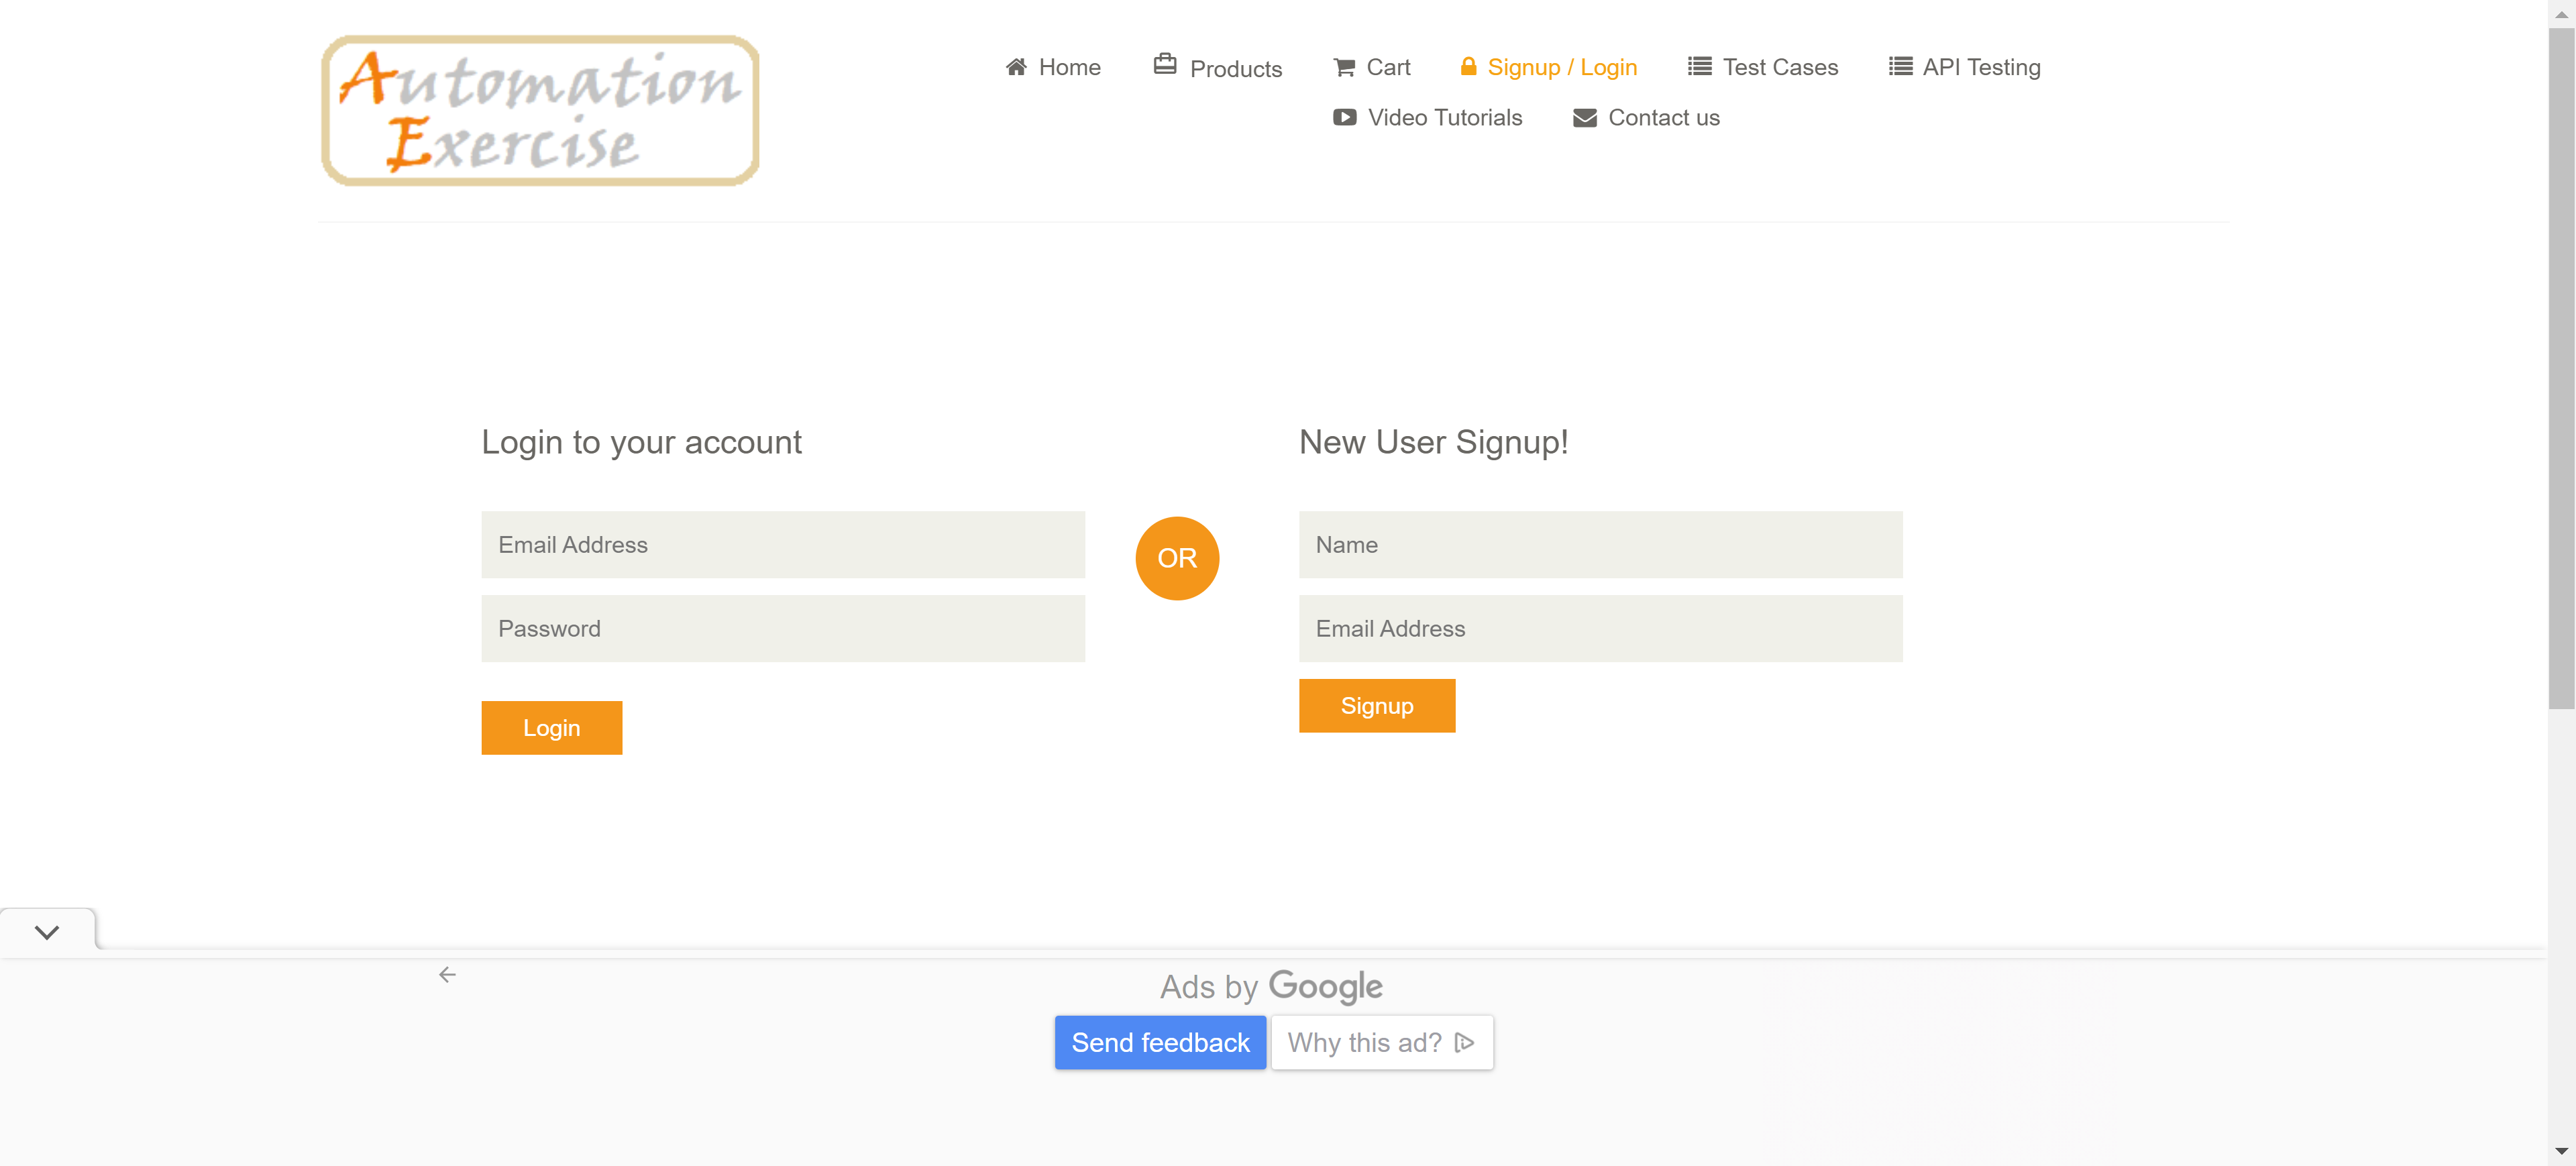 Automation
Exercise
Home Products Cart Signup / Login Test Cases API Testing
Video Tutorials Contact us
Login to your account
Email Address
Password
Login
OR
New User Signup!
Name
Email Address
Signup
Ads by Google
Send feedback Why this ad?